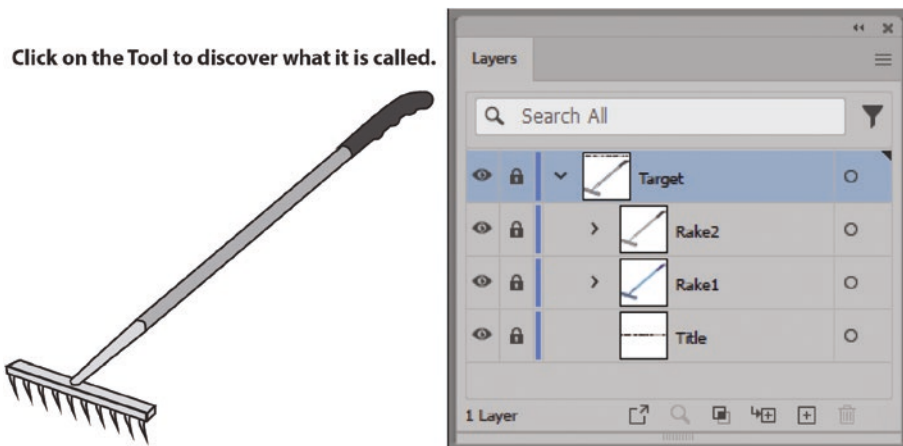 Click on the Tool to discover what it is called.
Layers
Search All
Target
Rake2
Rake1
Title
1 Layer